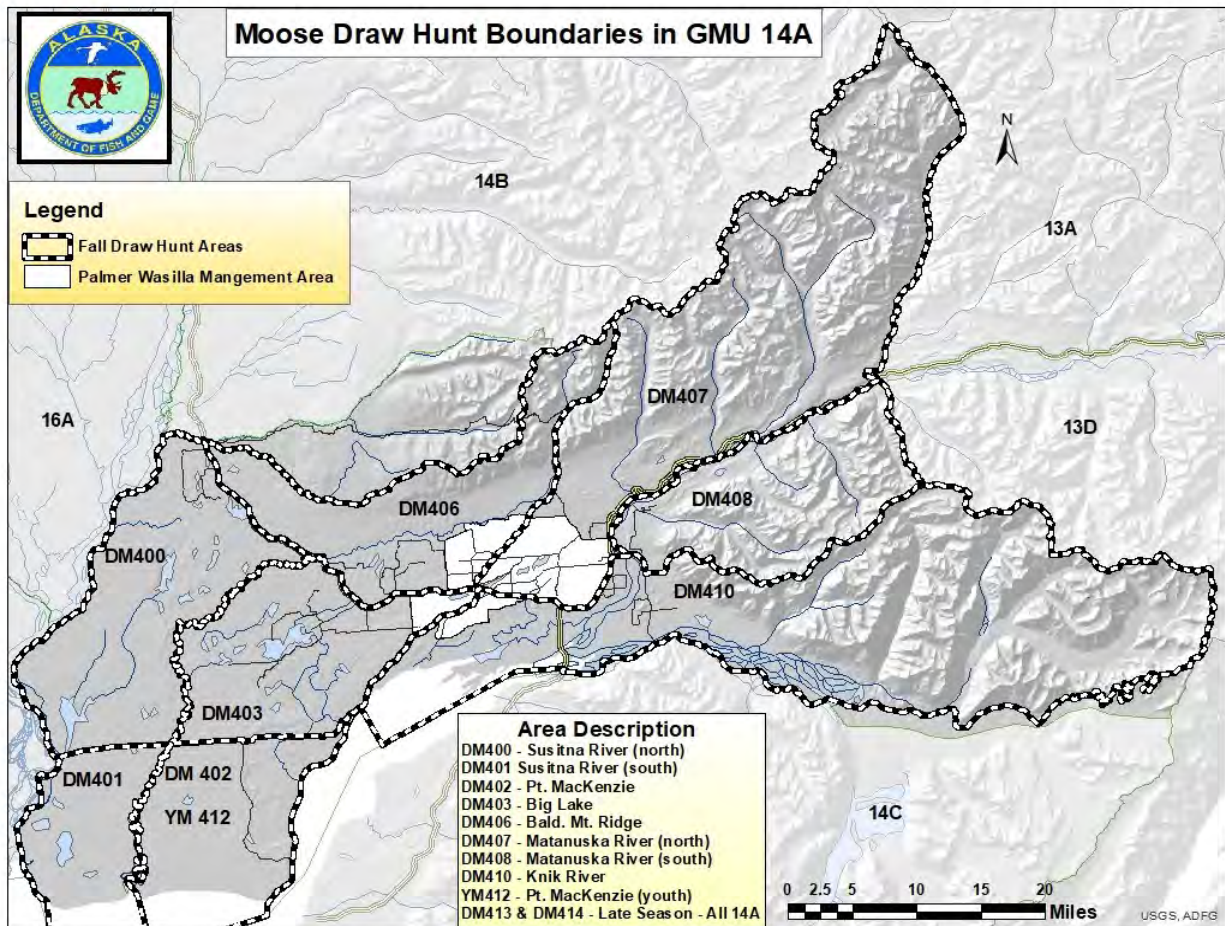 Moose Draw Hunt Boundaries in GMU 14A
ALASKA
DEPARTMENT OF FISH AND GAME
N
14B
13A
Legend
Fall Draw Hunt Areas
Palmer Wasilla Mangement Area
16A
DM407
13D
DM408
DM406
DM400
DM410
DM403
DM401
DM 402
YM 412
14C
Area Description
DM400 - Susitna River (north)
DM401 Susitna River (south)
DM402 - Pt. MacKenzie
DM403 - Big Lake
DM406 - Bald. Mt. Ridge
DM407 - Matanuska River (north)
DM408 - Matanuska River (south)
DM410 - Knik River
YM412 - Pt. MacKenzie (youth)
DM413 & DM414 - Late Season - All 14A
0 2.5 5 10 15 20
Miles
USGS, ADFG